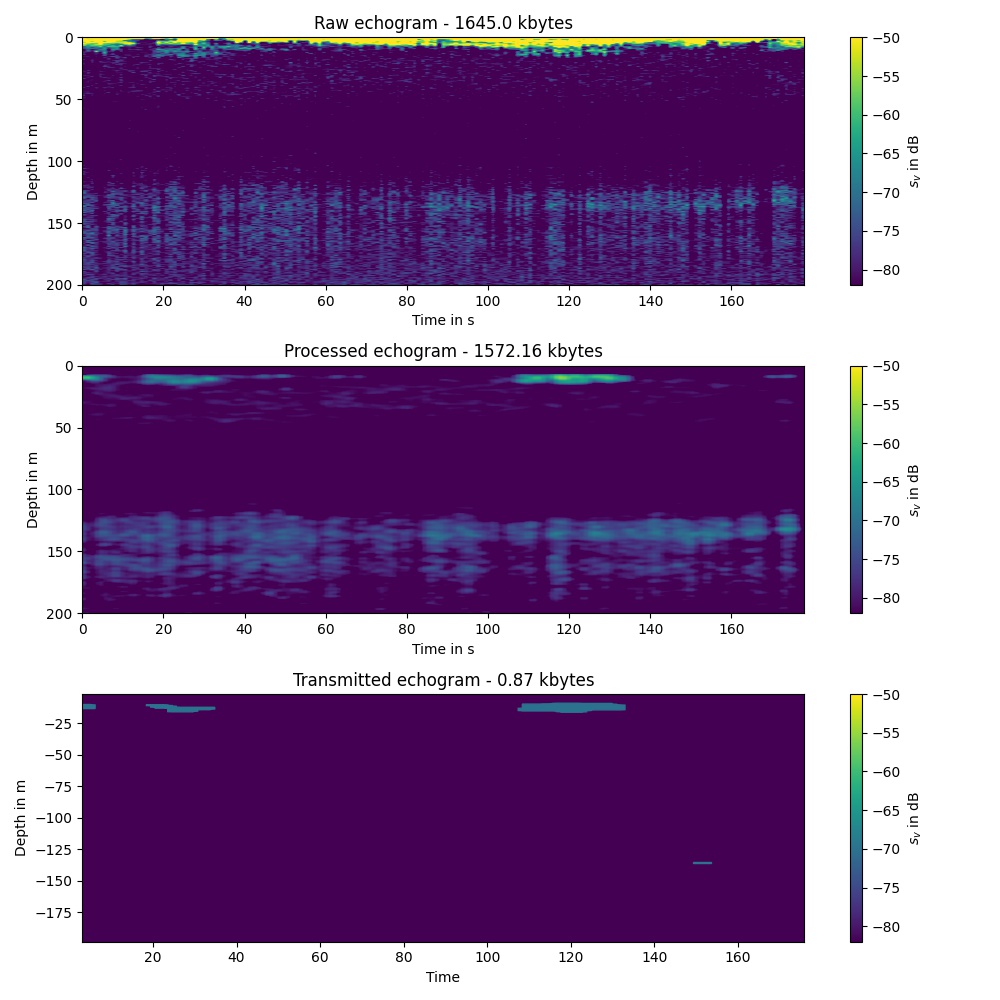 Raw echogram - 1645.0 kbytes
0
50
100
150
200
Depth in m
0 20 40 60 80 100 120 140 160
Time in s
−50
−55
−60
−65
−70
−75
−80
sv in dB
Processed echogram - 1572.16 kbytes
0
50
100
150
200
Depth in m
0 20 40 60 80 100 120 140 160
Time in s
−50
−55
−60
−65
−70
−75
−80
sv in dB
Transmitted echogram - 0.87 kbytes
−25
−50
−75
−100
−125
−150
−175
Depth in m
20 40 60 80 100 120 140 160
Time
−50
−55
−60
−65
−70
−75
−80
sv in dB